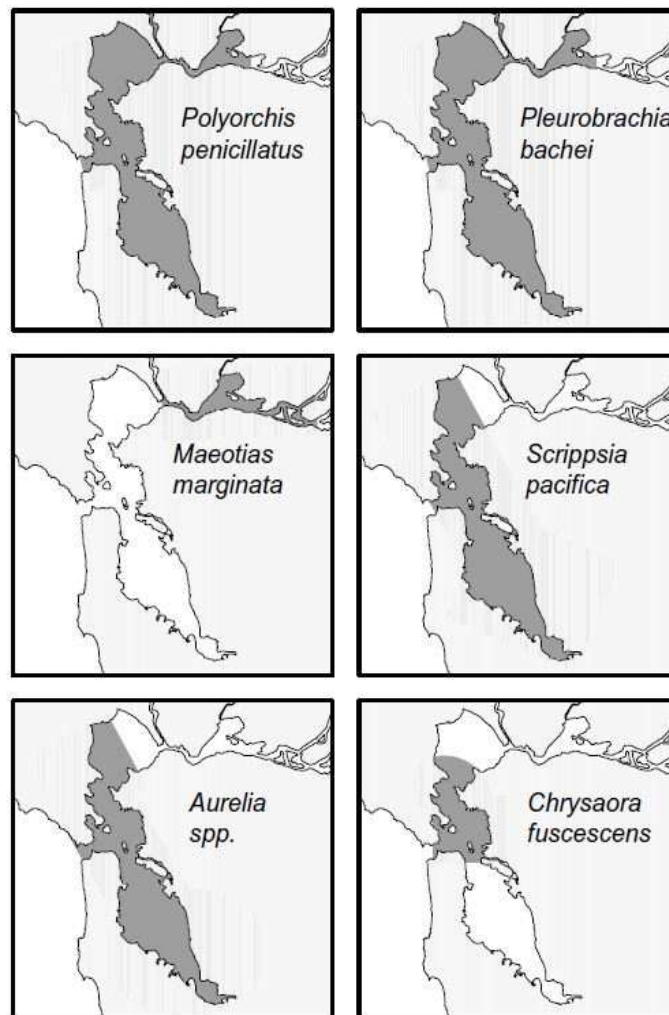 Polyorchis
penicillatus
Pleurobrachia
bachei
Maeotias
marginata
Scrippsia
pacifica
Aurelia
spp.
Chrysaora
fuscescens